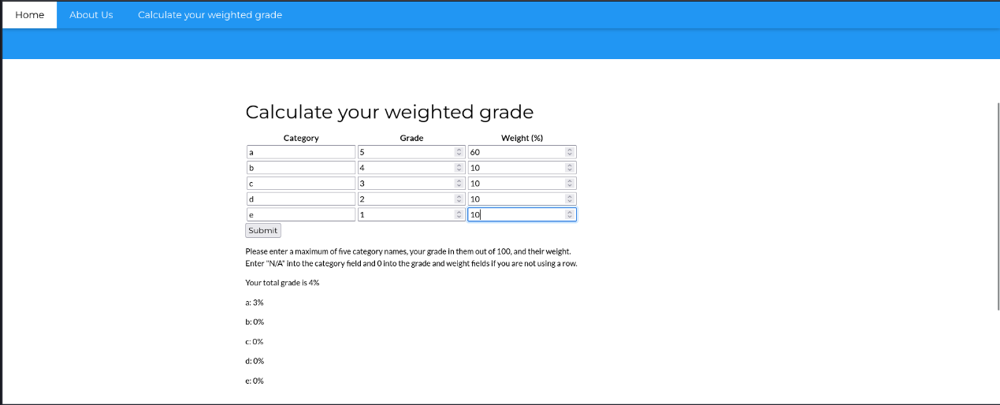 Home About Us Calculate your weighted grade
Calculate your weighted grade
Category Grade Weight (%)
a 5 60
b 4 10
c 3 10
d 2 10
e 1 10
Submit
Please enter a maximum of five category names, your grade in them out of 100, and their weight.
Enter "N/A" into the category field and 0 into the grade and weight fields if you are not using a row.
Your total grade is 4%
a: 3%
b: 0%
c: 0%
d: 0%
e: 0%